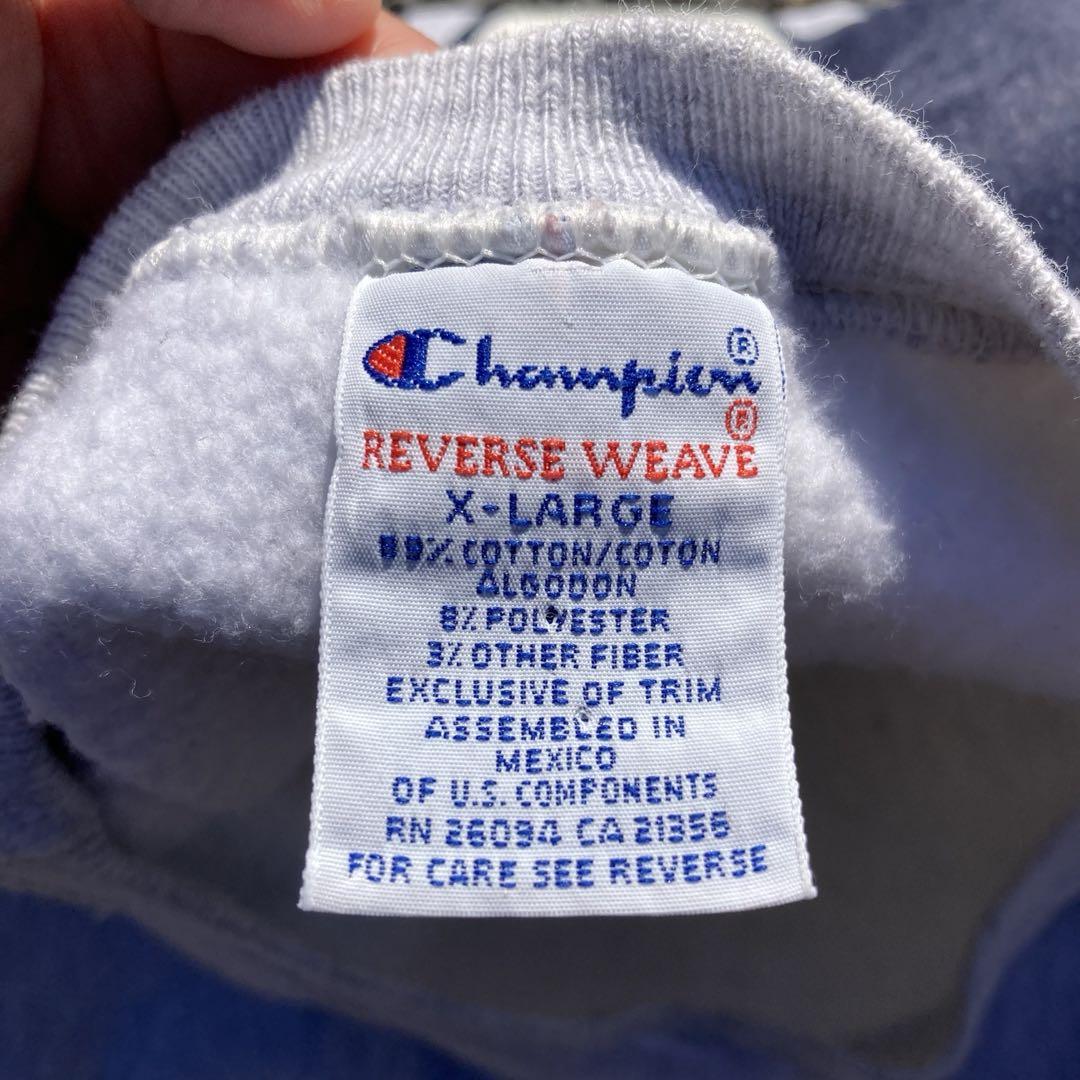 Champion®
REVERSE WEAVE®
X-LARGE
89% COTTON/COTON
ALGODON
8% POLYESTER
3% OTHER FIBER
EXCLUSIVE OF TRIM
ASSEMBLED IN
MEXICO
OF U.S. COMPONENTS
RN 26094 CA 21356
FOR CARE SEE REVERSE